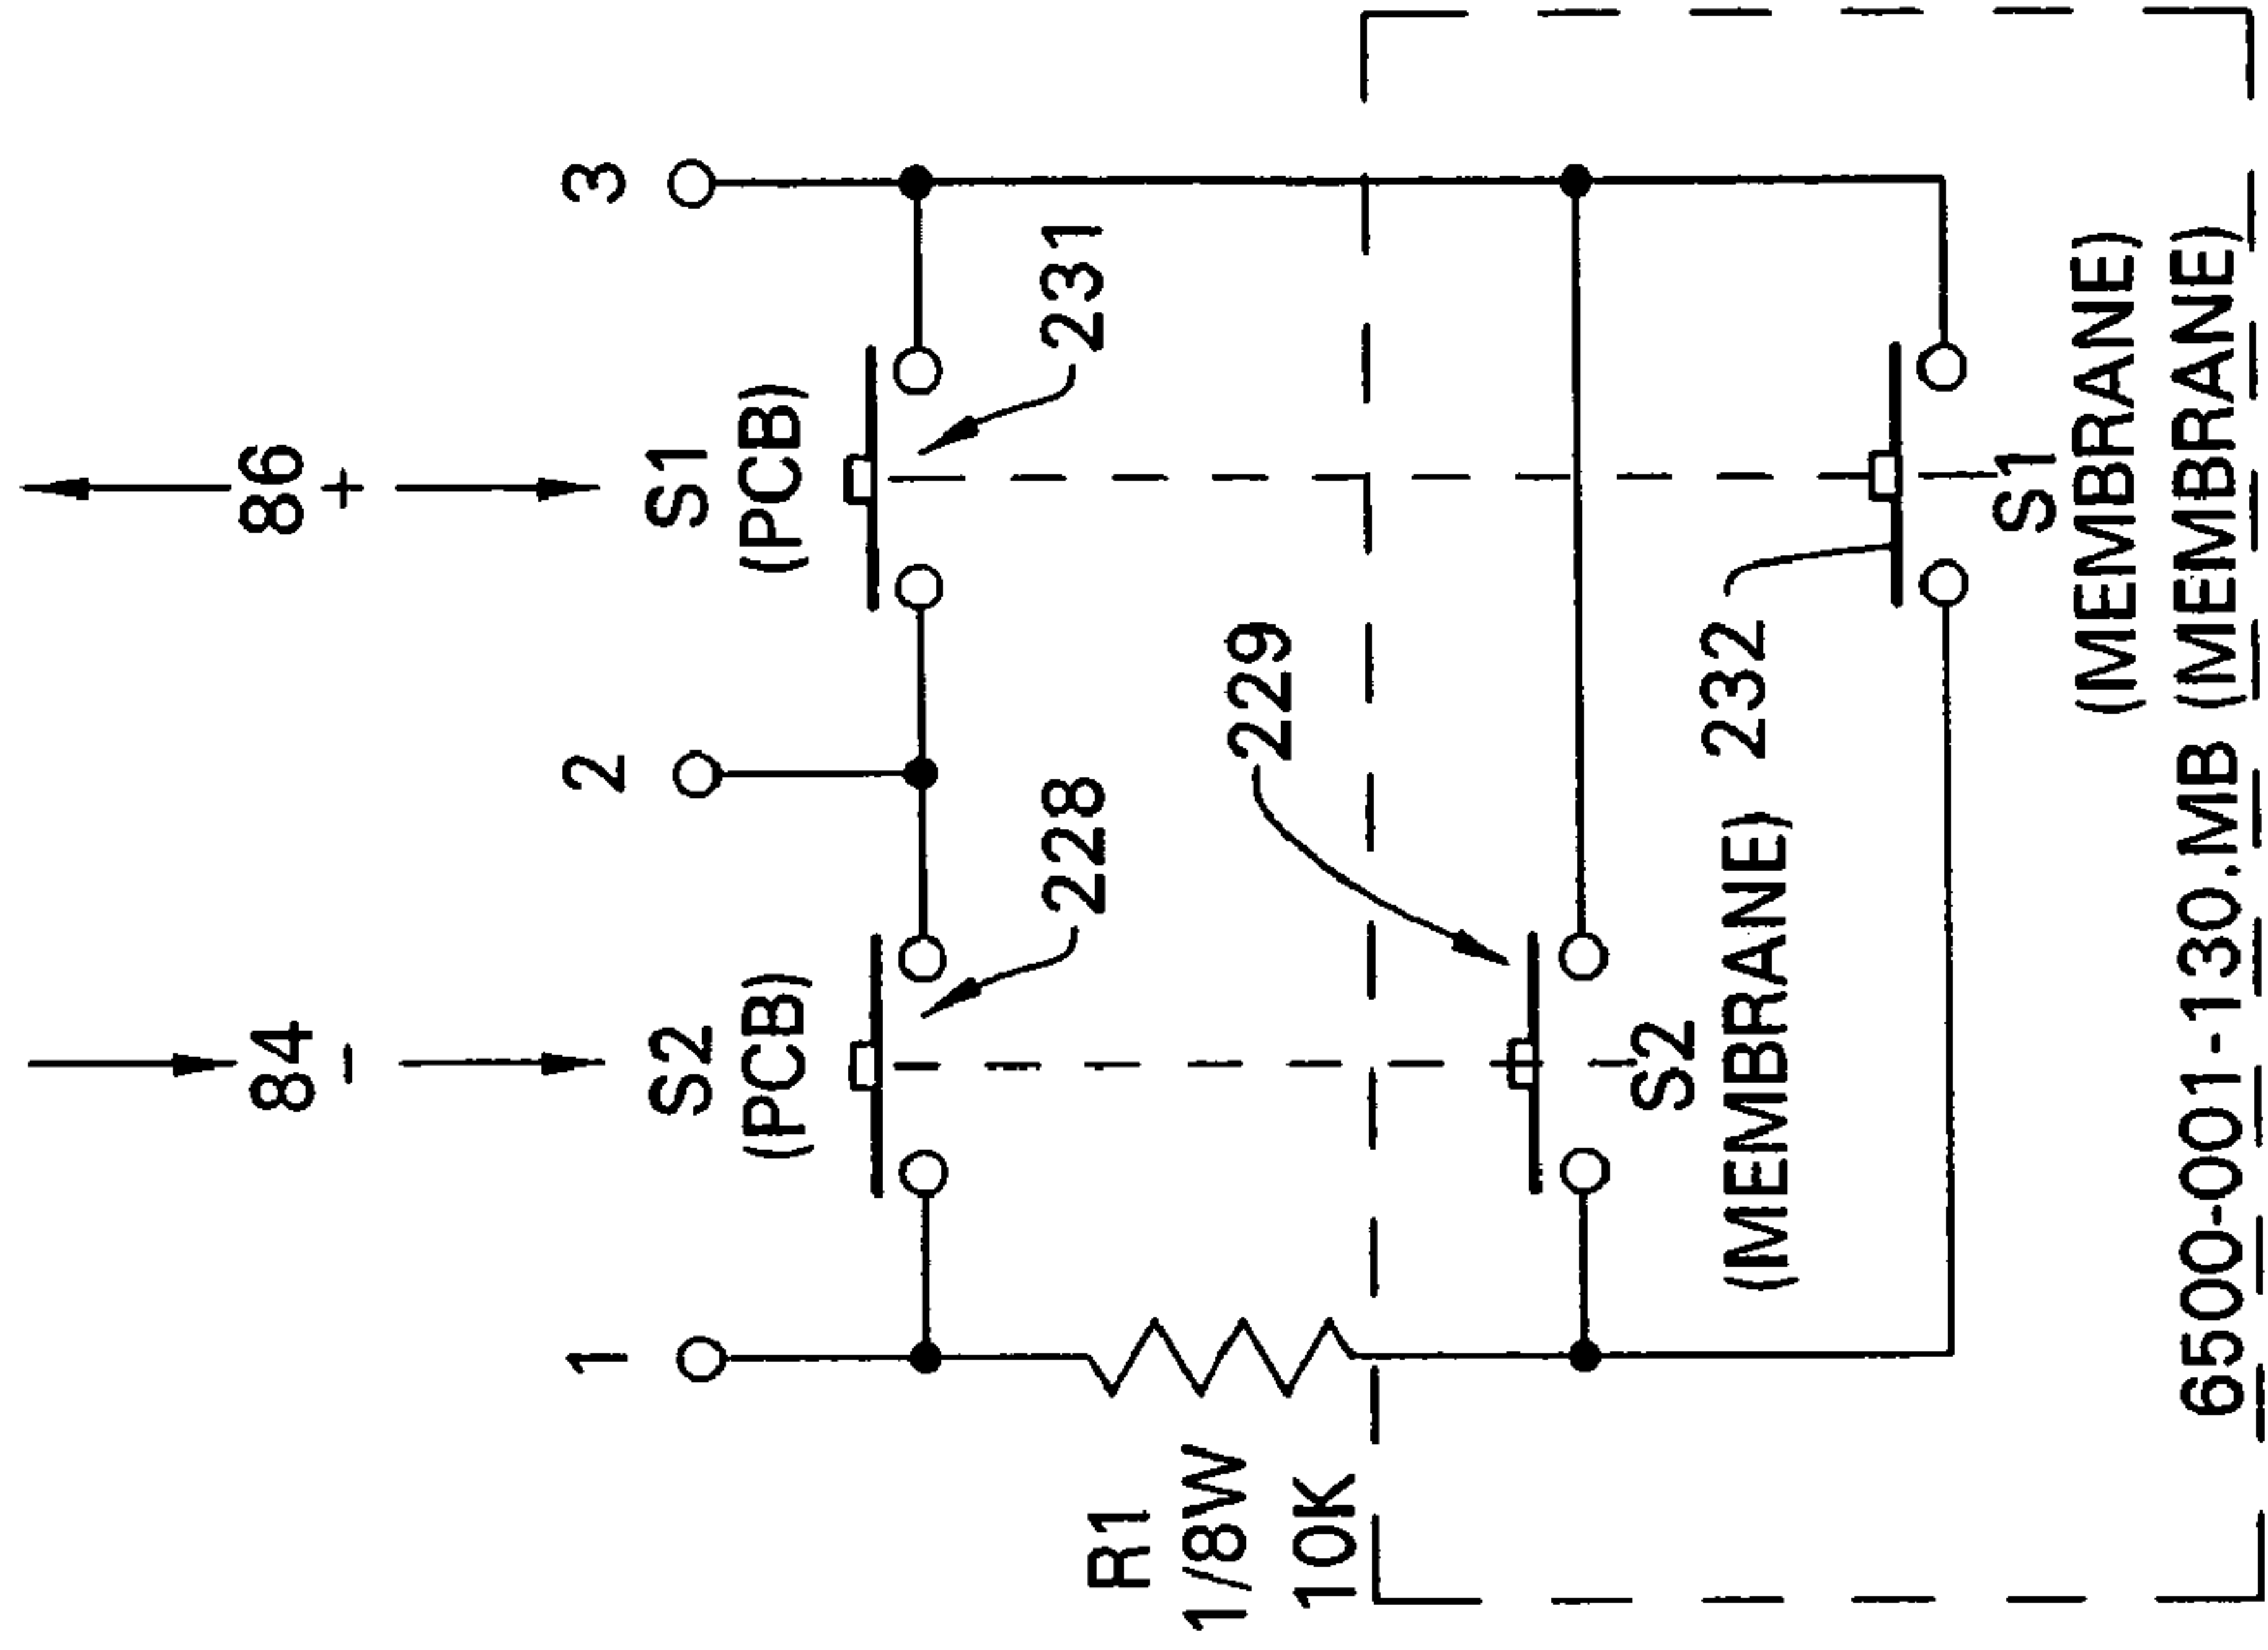 84
86
-
+
1
2
3
S2
(PCB)
S1
(PCB)
228
231
R1
1/8W
10K
229
S2
(MEMBRANE)
232
S1
(MEMBRANE)
6500-001-130.MB (MEMBRANE)